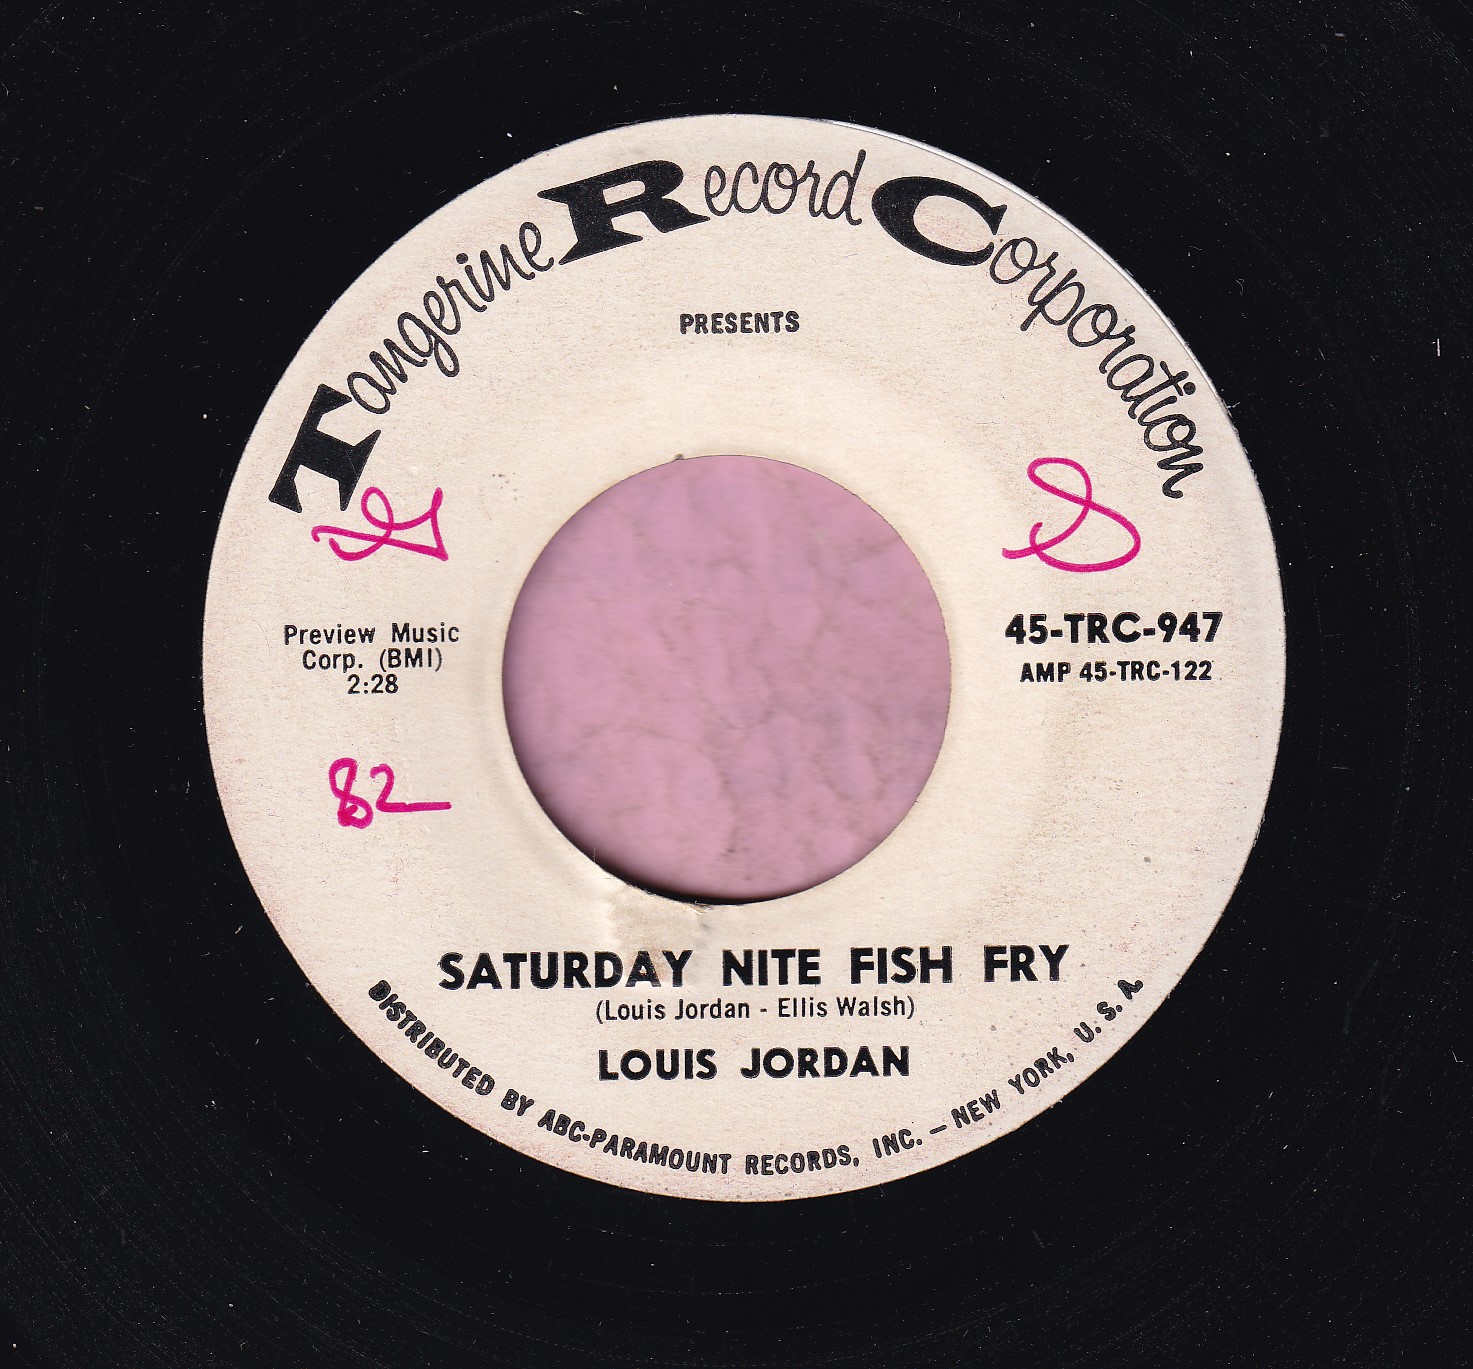 Tangerine Record Corporation
PRESENTS
45-TRC-947
AMP 45-TRC-122
Preview Music
Corp. (BMI)
2:28
82
SATURDAY NITE FISH FRY
(Louis Jordan - Ellis Walsh)
LOUIS JORDAN
DISTRIBUTED BY ABC-PARAMOUNT RECORDS, INC. – NEW YORK, U. S. A.